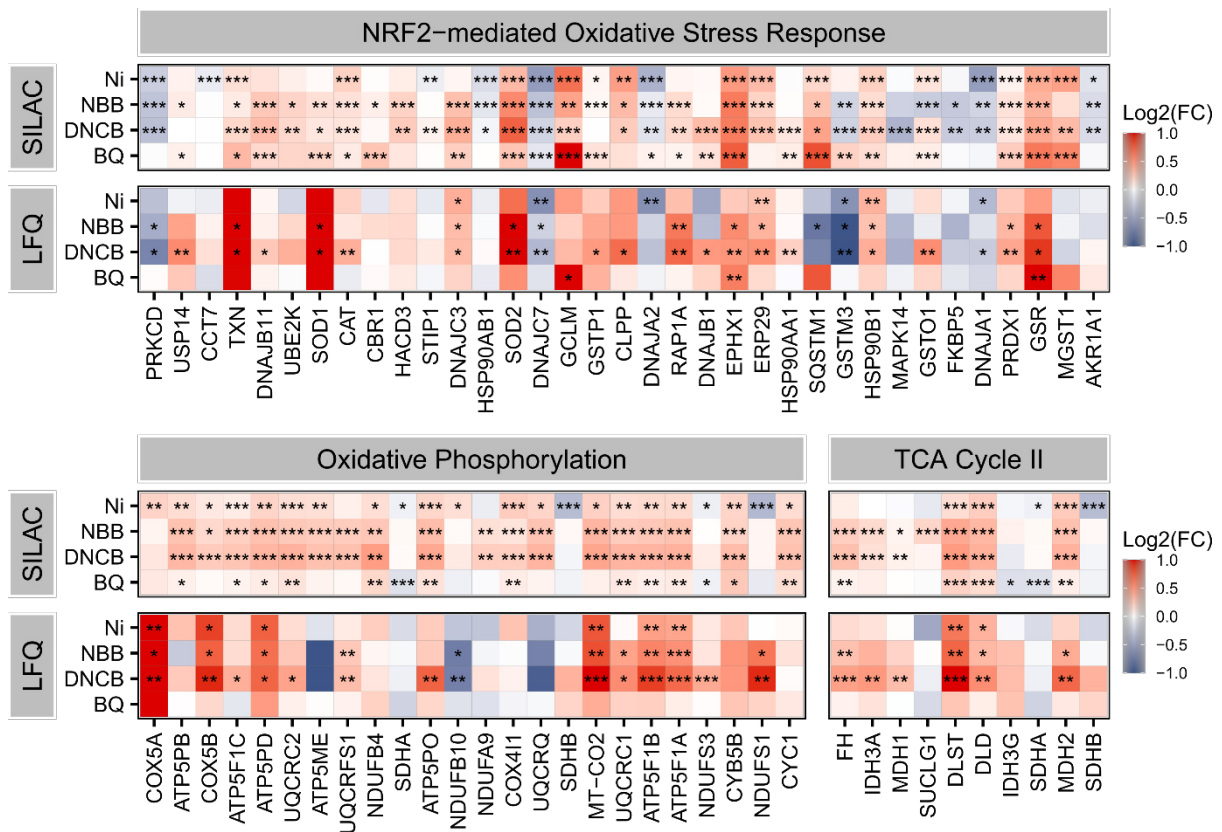 NRF2−mediated Oxidative Stress Response
SILAC
Ni *** *** *** *** ** *** *** *** *** * ** *** *** *** *** *** *** *** *** *** *** *
NBB *** * * *** * ** *** * *** *** *** *** *** ** *** * *** *** *** *** * ** *** *** * ** *** *** **
DNCB *** *** *** ** * *** ** ** *** * *** *** *** * ** ** *** *** *** *** * *** *** *** *** ** ** *** *** ** **
BQ * * *** *** * *** ** *** *** *** *** * * ** *** ** *** *** ** *** *** *** ***
Log2(FC)
1.0
0.5
0.0
−0.5
−1.0
LFQ
Ni * ** ** ** * ** *
NBB * * * * * * ** * * * * * * *
DNCB * ** * * * ** * ** ** * * ** * ** ** ** ** * ** * * *
BQ * ** **
PRKCD
USP14
CCT7
TXN
DNAJB11
UBE2K
SOD1
CAT
CBR1
HACD3
STIP1
DNAJC3
HSP90AB1
SOD2
DNAJC7
GCLM
GSTP1
CLPP
DNAJA2
RAP1A
DNAJB1
EPHX1
ERP29
HSP90AA1
SQSTM1
GSTM3
HSP90B1
MAPK14
GSTO1
FKBP5
DNAJA1
PRDX1
GSR
MGST1
AKR1A1
Oxidative Phosphorylation
TCA Cycle II
SILAC
Ni ** ** * *** *** *** ** ** * *** * *** * *** * ** ** *** * ** *** * *** *** * *** ***
NBB *** *** *** *** *** *** *** ** ** ** ** *** ** *** *** *** * ** *** *** *** * *** *** *** ***
DNCB *** *** *** *** *** *** *** ** *** ** ** *** *** *** *** *** *** *** *** *** ** *** *** ***
BQ * * * ** ** *** ** ** ** ** ** * * ** ** *** *** * *** **
Log2(FC)
1.0
0.5
0.0
−0.5
−1.0
LFQ
Ni ** * * ** ** ** ** *
NBB * * * ** * ** * ** *** * ** ** * *
DNCB ** ** * * * ** ** ** *** * *** *** *** ** *** ** ** *** ** **
BQ
COX5A
ATP5PB
COX5B
ATP5F1C
ATP5PD
UQCRC2
ATP5ME
UQCRFS1
NDUFB4
SDHA
ATP5PO
NDUFB10
NDUFA9
COX4I1
UQCRQ
SDHB
MT−CO2
UQCRC1
ATP5F1B
ATP5F1A
NDUFS3
CYB5B
NDUFS1
CYC1
FH
IDH3A
MDH1
SUCLG1
DLST
DLD
IDH3G
SDHA
MDH2
SDHB